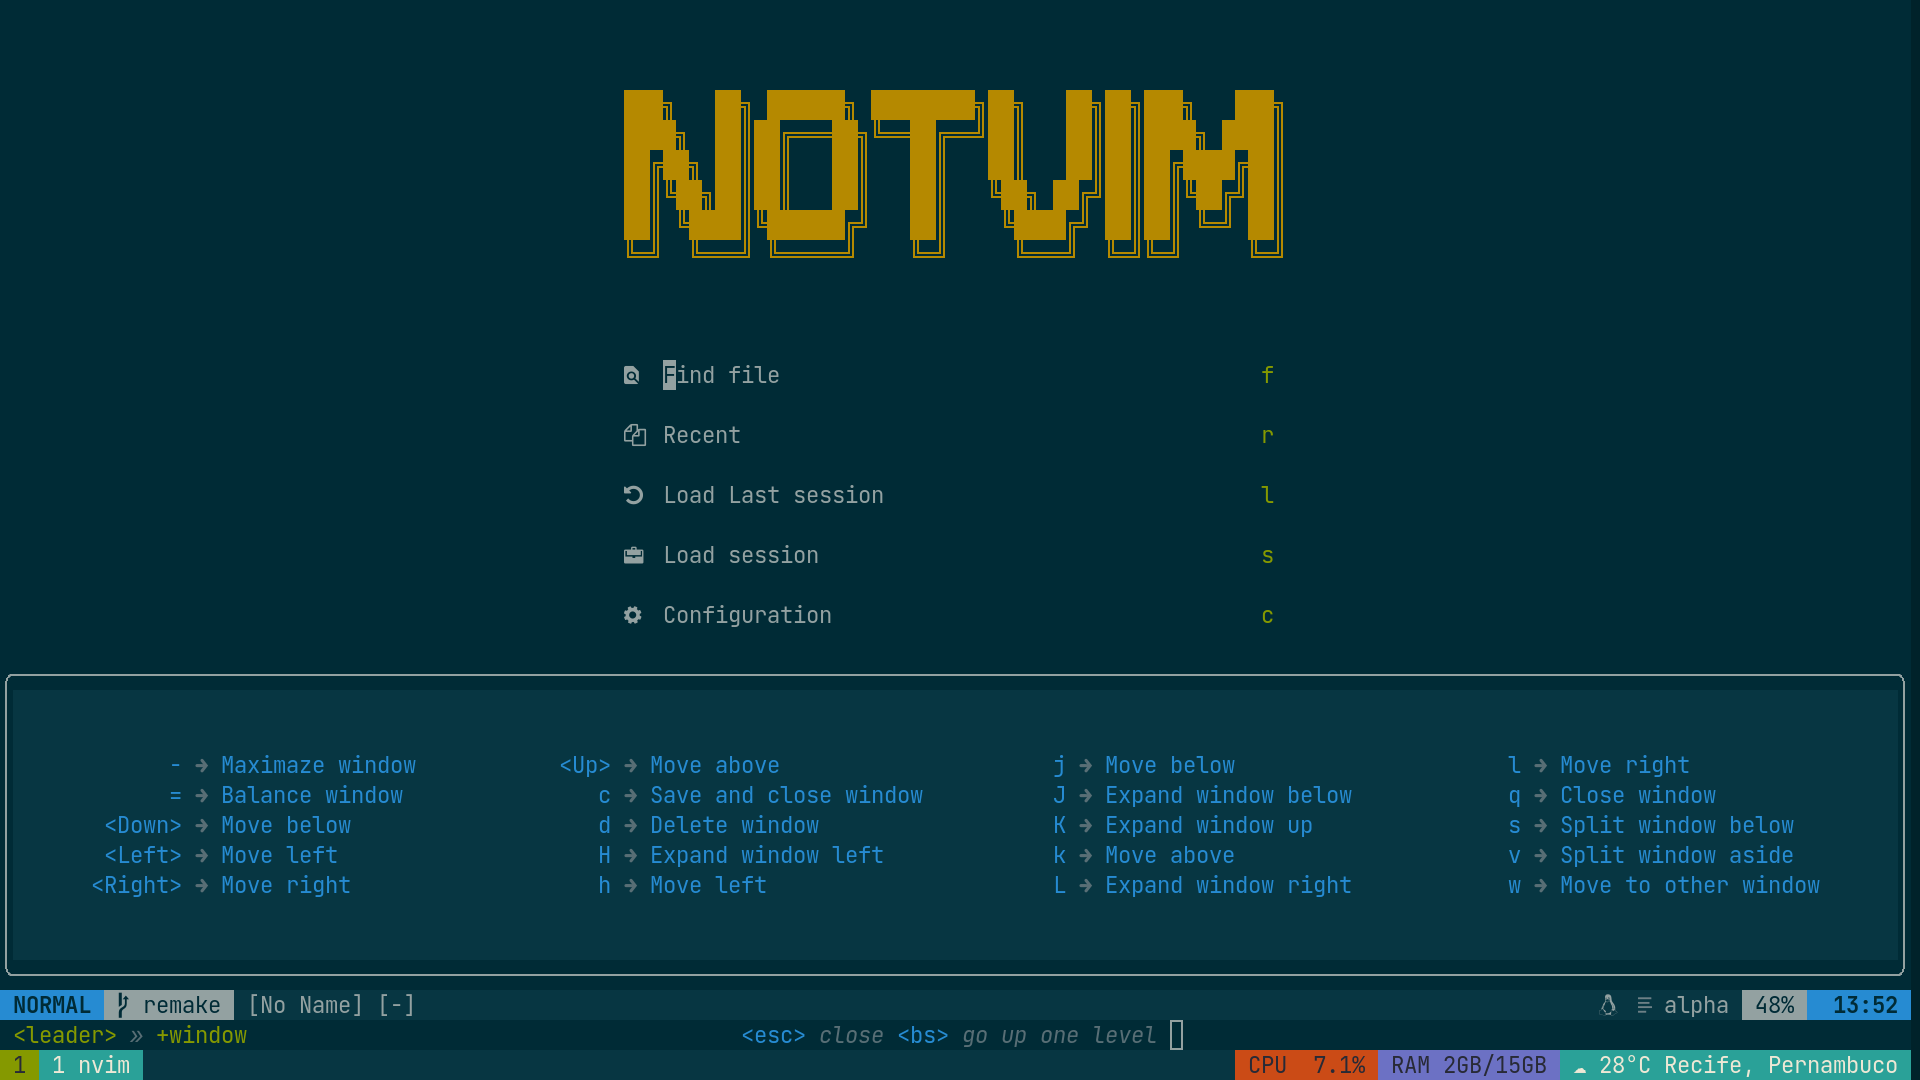 NOTVIM
Find file f
Recent r
Load Last session l
Load session s
Configuration c
- → Maximaze window <Up> → Move above j → Move below l → Move right
= → Balance window c → Save and close window J → Expand window below q → Close window
<Down> → Move below d → Delete window K → Expand window up s → Split window below
<Left> → Move left H → Expand window left k → Move above v → Split window aside
<Right> → Move right h → Move left L → Expand window right w → Move to other window
NORMAL remake [No Name] [-] alpha 48% 13:52
<leader> » +window <esc> close <bs> go up one level
1 1 nvim CPU 7.1% RAM 2GB/15GB ☁ 28°C Recife, Pernambuco